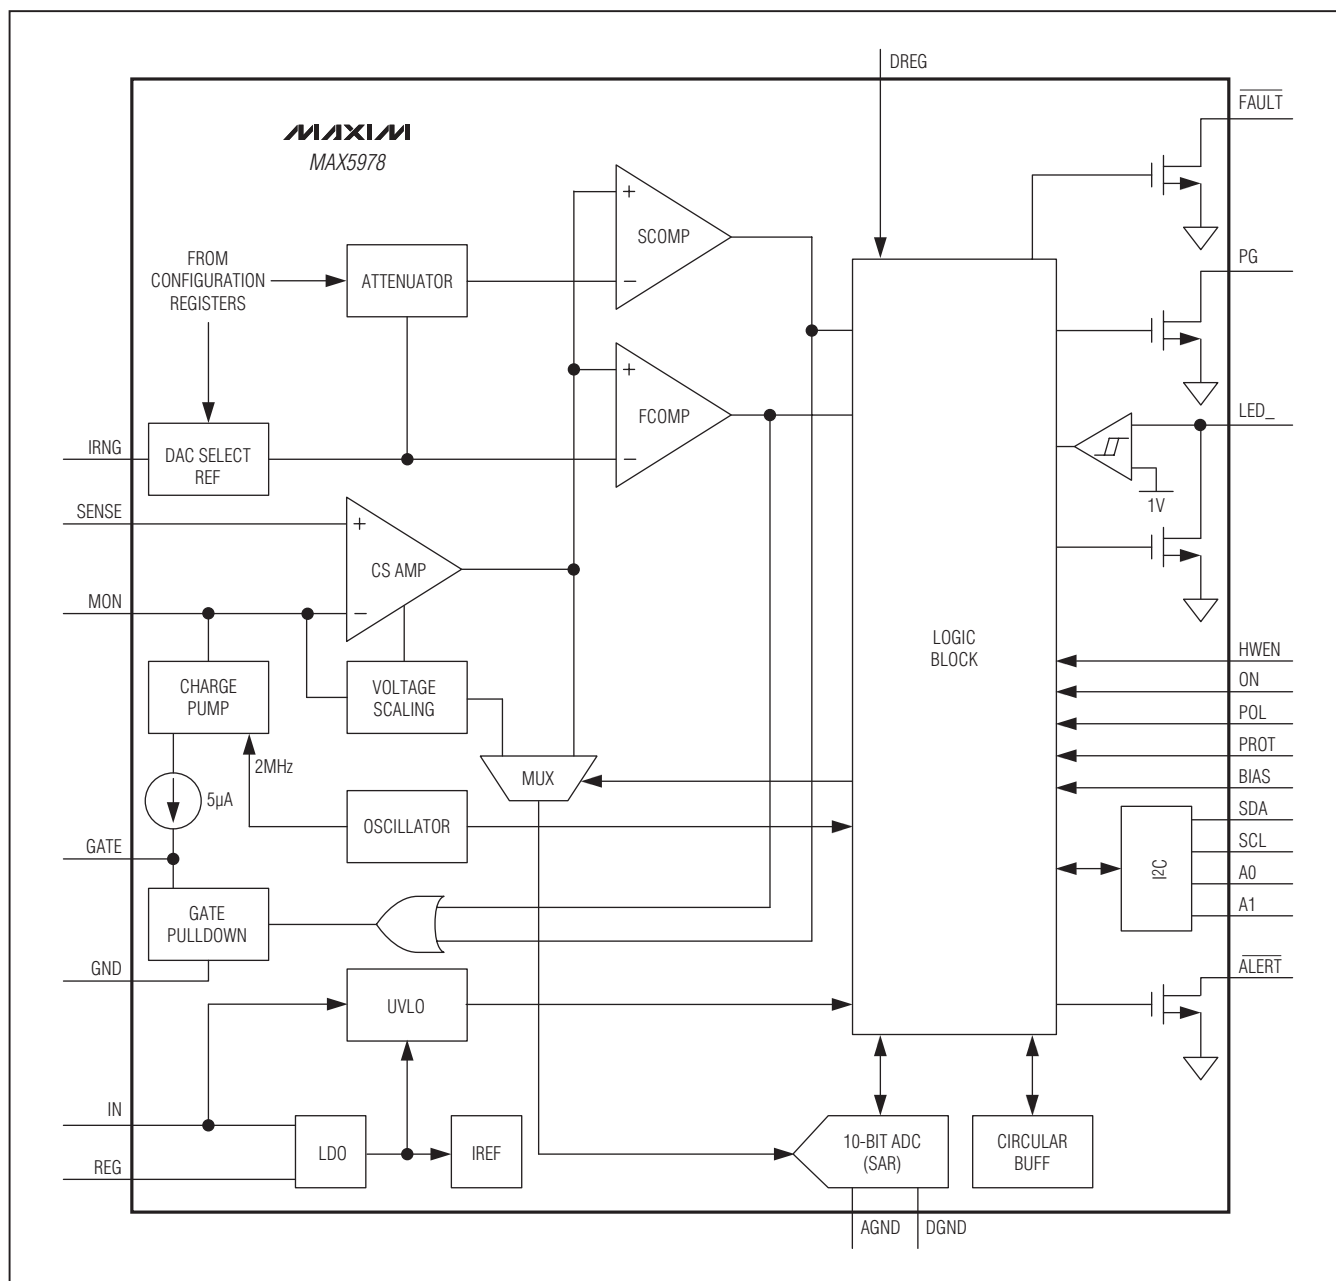 DREG
FAULT
MAXIM
MAX5978
+
SCOMP
−
PG
FROM
CONFIGURATION
REGISTERS
ATTENUATOR
+
FCOMP
−
LED_
IRNG
DAC SELECT
REF
1V
SENSE
+
CS AMP
−
MON
LOGIC
BLOCK
HWEN
CHARGE
PUMP
VOLTAGE
SCALING
ON
POL
2MHz
MUX
PROT
BIAS
5µA
OSCILLATOR
SDA
SCL
GATE
I²C
A0
A1
GATE
PULLDOWN
GND
ALERT
UVLO
IN
LDO
IREF
10-BIT ADC
(SAR)
CIRCULAR
BUFF
REG
AGND
DGND